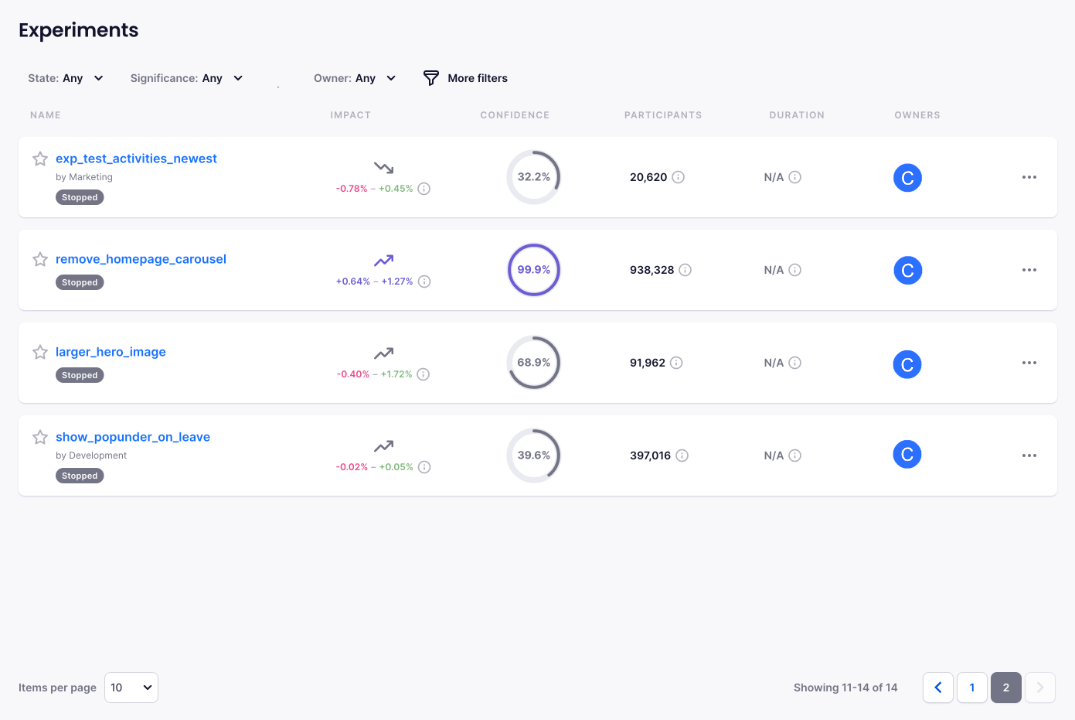 Experiments
State: Any Significance: Any Owner: Any More filters
NAME IMPACT CONFIDENCE PARTICIPANTS DURATION OWNERS
exp_test_activities_newest
by Marketing
Stopped
-0.78% – +0.45%
32.2%
20,620
N/A
C
remove_homepage_carousel
Stopped
+0.64% – +1.27%
99.9%
938,328
N/A
C
larger_hero_image
Stopped
-0.40% – +1.72%
68.9%
91,962
N/A
C
show_popunder_on_leave
by Development
Stopped
-0.02% – +0.05%
39.6%
397,016
N/A
C
Items per page 10 Showing 11-14 of 14 1 2